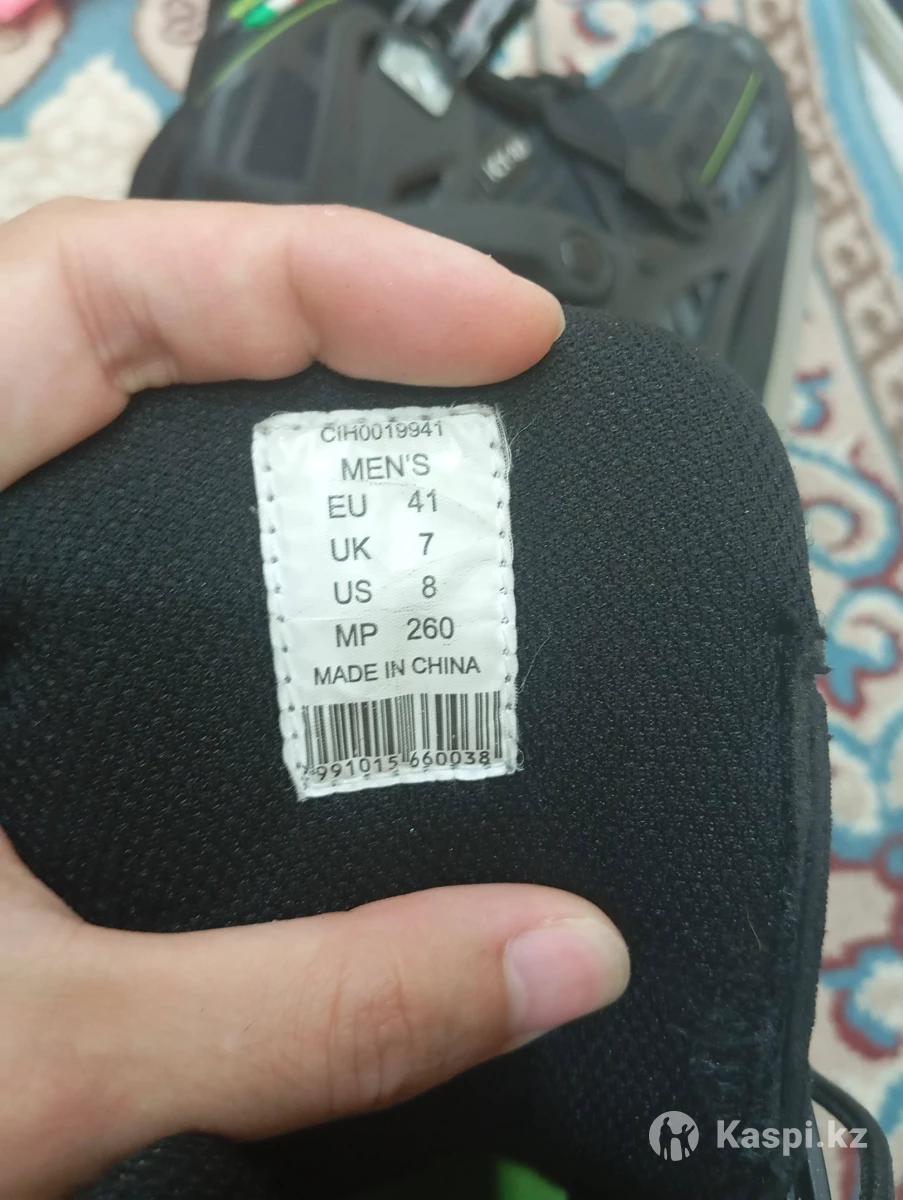 CIH0019941
MEN'S
EU 41
UK 7
US 8
MP 260
MADE IN CHINA
991015 660038
Kaspi.kz